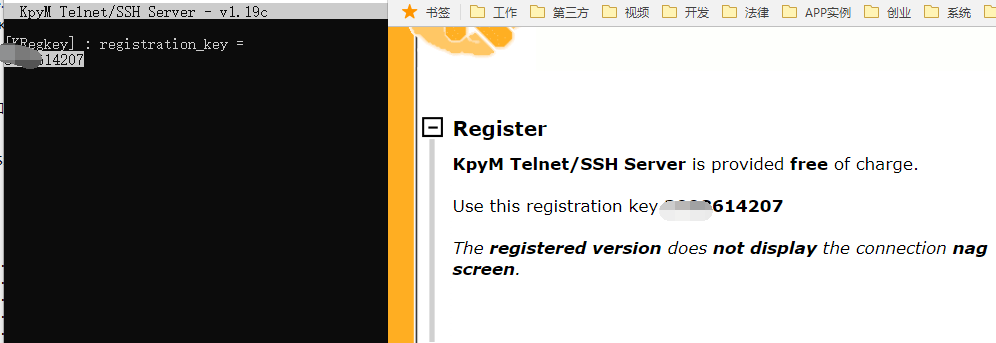 KpyM Telnet/SSH Server - v1.19c
[KRegkey] : registration_key =
614207
书签 工作 第三方 视频 开发 法律 APP实例 创业 系统
Register
KpyM Telnet/SSH Server is provided free of charge.
Use this registration key 614207
The registered version does not display the connection nag
screen.